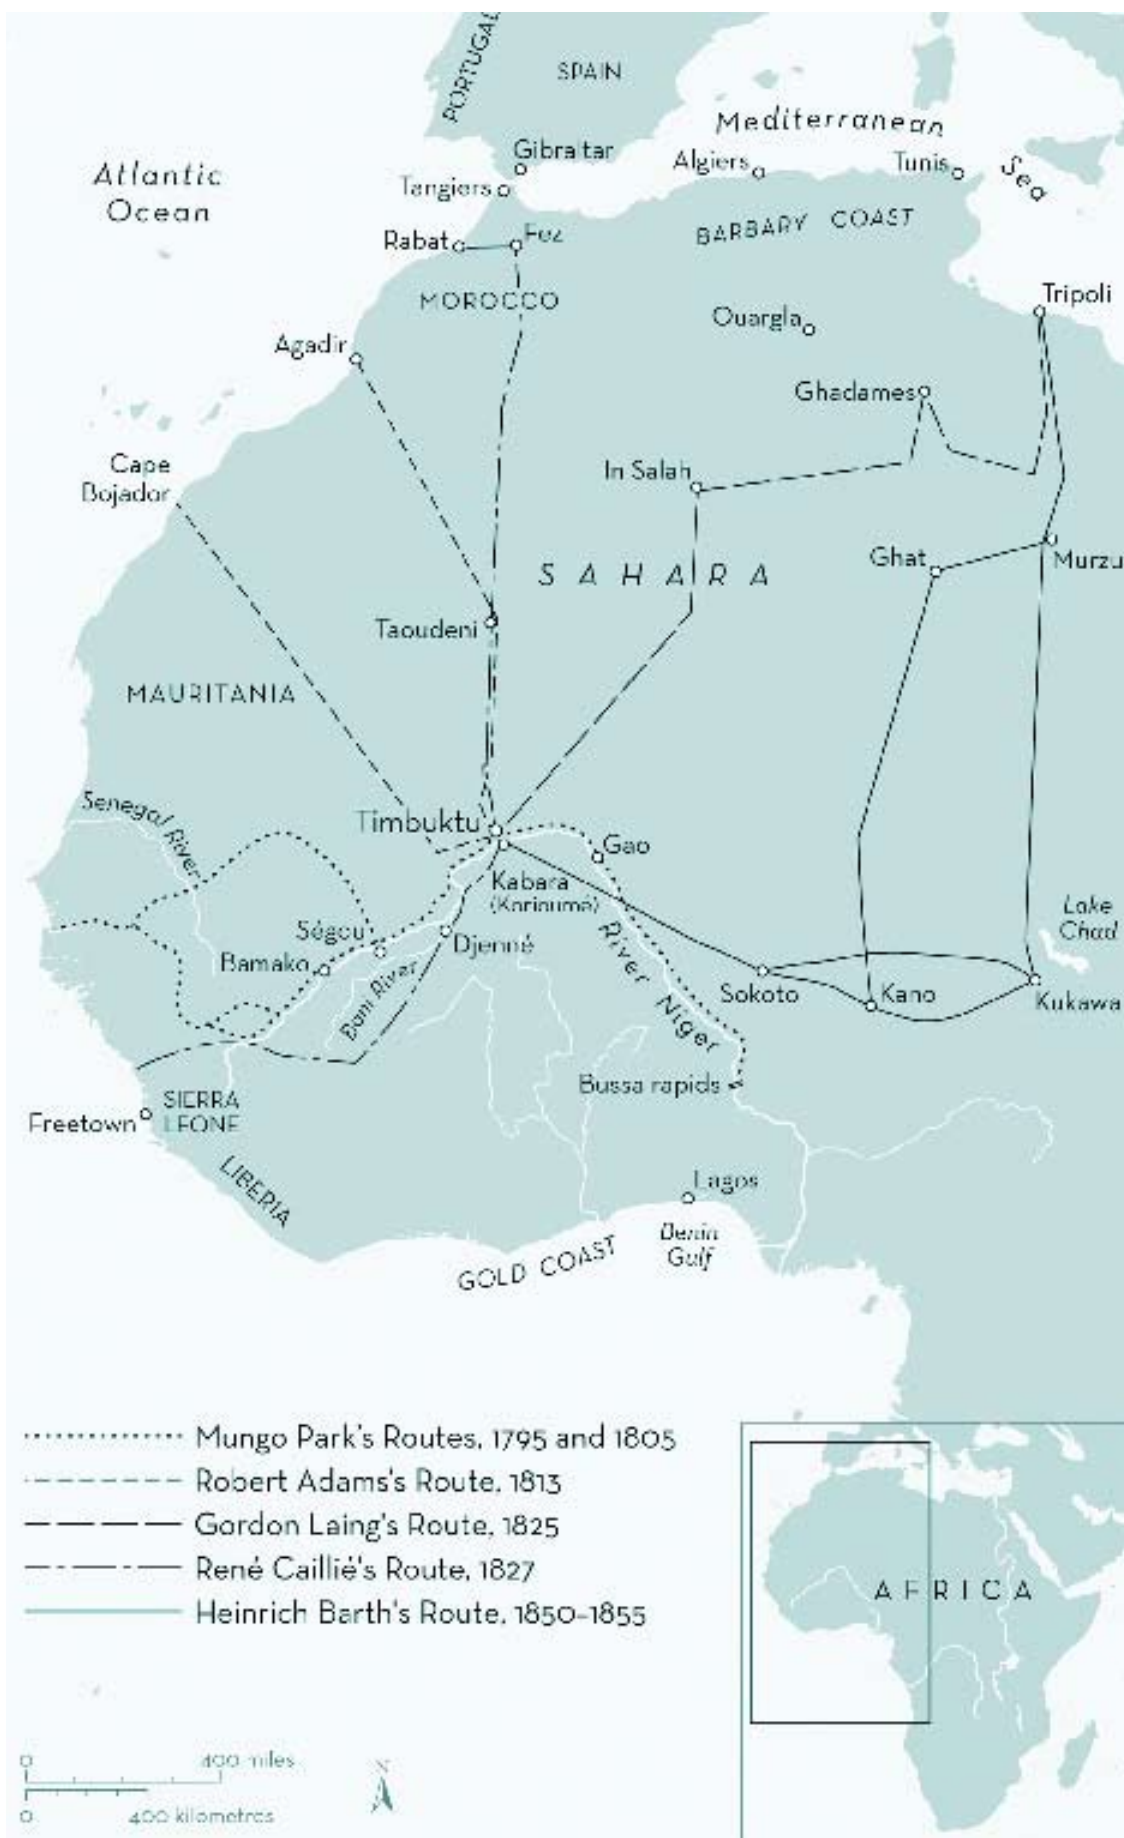 PORTUGAL
SPAIN
Mediterranean
Sea
Gibraltar
Algiers
Tunis
Atlantic
Ocean
Tangiers
BARBARY COAST
Rabat
Fez
MOROCCO
Tripoli
Ouargla
Agadir
Ghadames
Cape
Bojador
In Salah
SAHARA
Ghat
Murzu
Taoudeni
MAURITANIA
Senegal River
Timbuktu
Gao
Kabara
(Korioumé)
Lake
Chad
Ségou
Djenné
Bamako
Bani River
River Niger
Sokoto
Kano
Kukawa
Bussa rapids
SIERRA
LEONE
Freetown
LIBERIA
Lagos
Benin
Gulf
GOLD COAST
Mungo Park's Routes, 1795 and 1805
Robert Adams's Route, 1813
Gordon Laing's Route, 1825
René Caillié's Route, 1827
Heinrich Barth's Route, 1850–1855
AFRICA
0 400 miles
0 400 kilometres
N